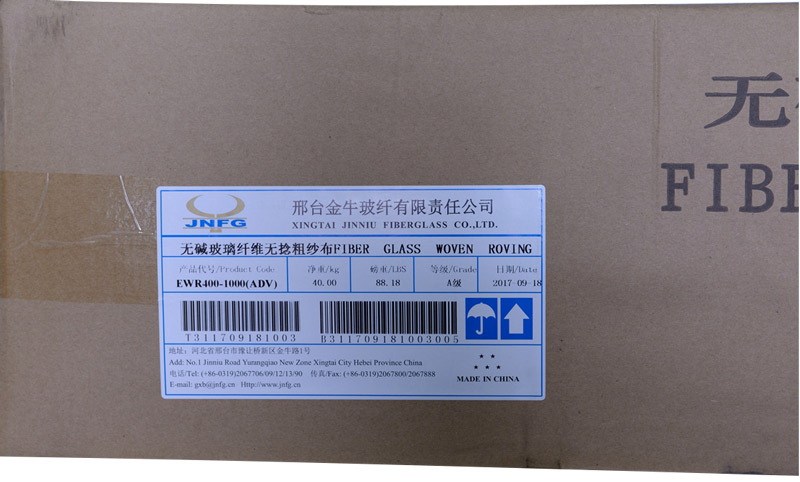 无
FIBE
JNFG
邢台金牛玻纤有限责任公司
XINGTAI JINNIU FIBERGLASS CO.,LTD.
无碱玻璃纤维无捻粗纱布FIBER GLASS WOVEN ROVING
产品代号/Product Code 净重/kg 磅重/LBS 等级/Grade 日期/Date
EWR400-1000(ADV) 40.00 88.18 A级 2017-09-18
T311709181003 B311709181003005
地址: 河北省邢台市豫让桥新区金牛路1号
Add: No.1 Jinniu Road Yurangqiao New Zone Xingtai City Hebei Province China
电话/Tel: (+86-0319)2067706/09/12/13/90 传真/Fax: (+86-0319)2067800/2067888
E-mail: gxb@jnfg.cn Http://www.jnfg.cn
MADE IN CHINA